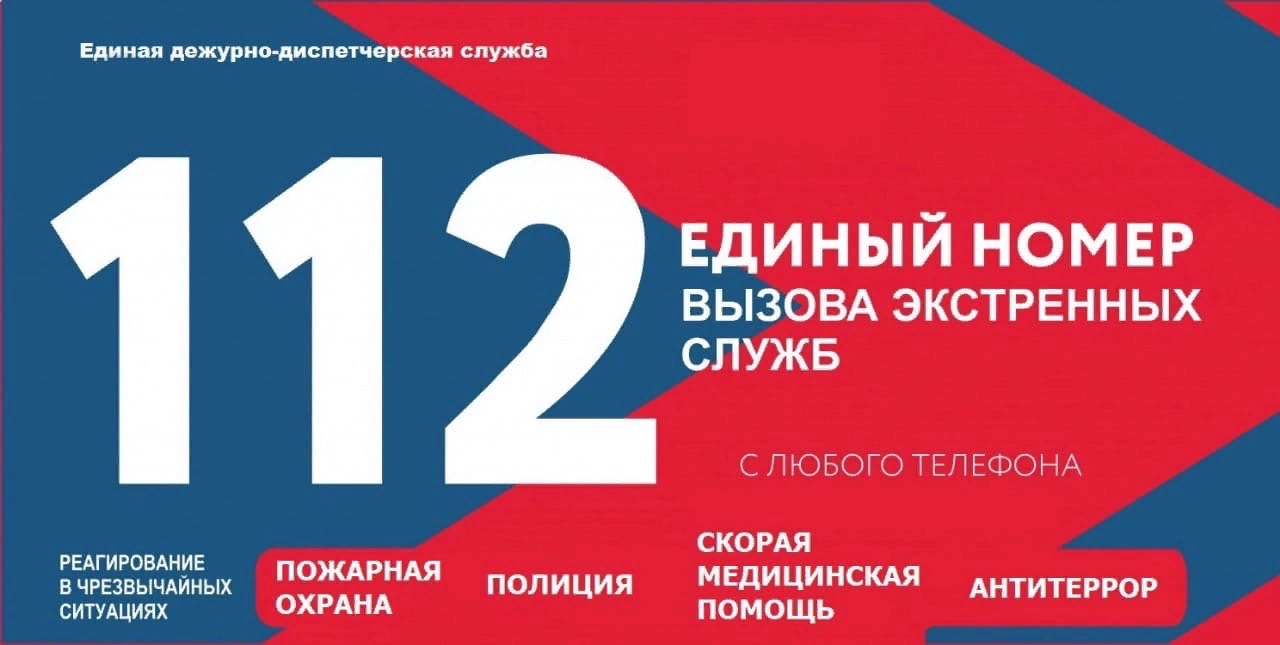 Единая дежурно-диспетчерская служба
112
ЕДИНЫЙ НОМЕР
ВЫЗОВА ЭКСТРЕННЫХ
СЛУЖБ
С ЛЮБОГО ТЕЛЕФОНА
РЕАГИРОВАНИЕ
В ЧРЕЗВЫЧАЙНЫХ
СИТУАЦИЯХ
ПОЖАРНАЯ
ОХРАНА
ПОЛИЦИЯ
СКОРАЯ
МЕДИЦИНСКАЯ
ПОМОЩЬ
АНТИТЕРРОР